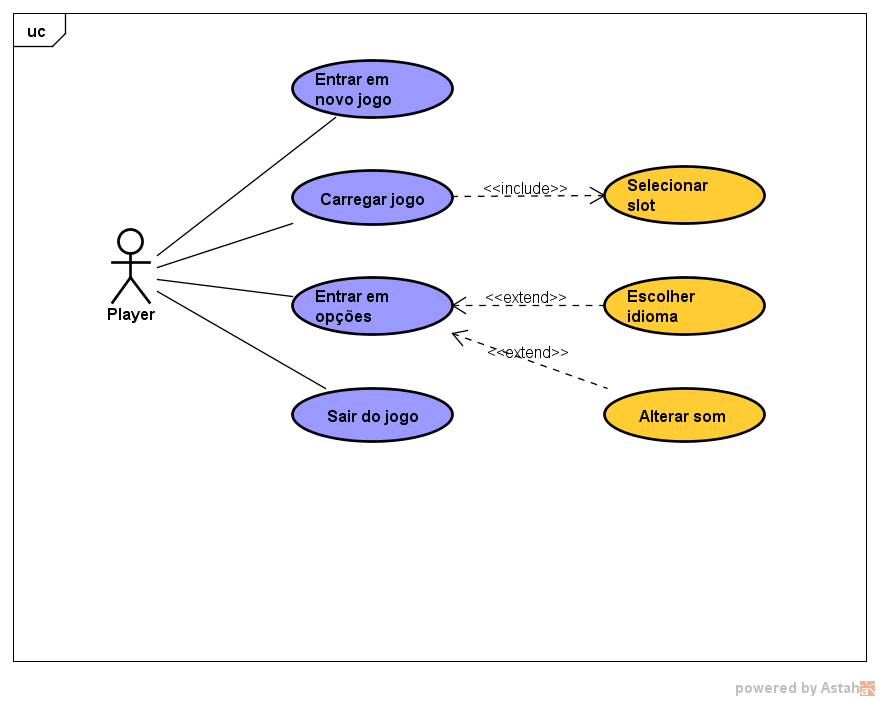 uc
Entrar em
novo jogo
Carregar jogo
<<include>>
Selecionar
slot
Player
Entrar em
opções
<<extend>>
Escolher
idioma
<<extend>>
Sair do jogo
Alterar som
powered by Astah